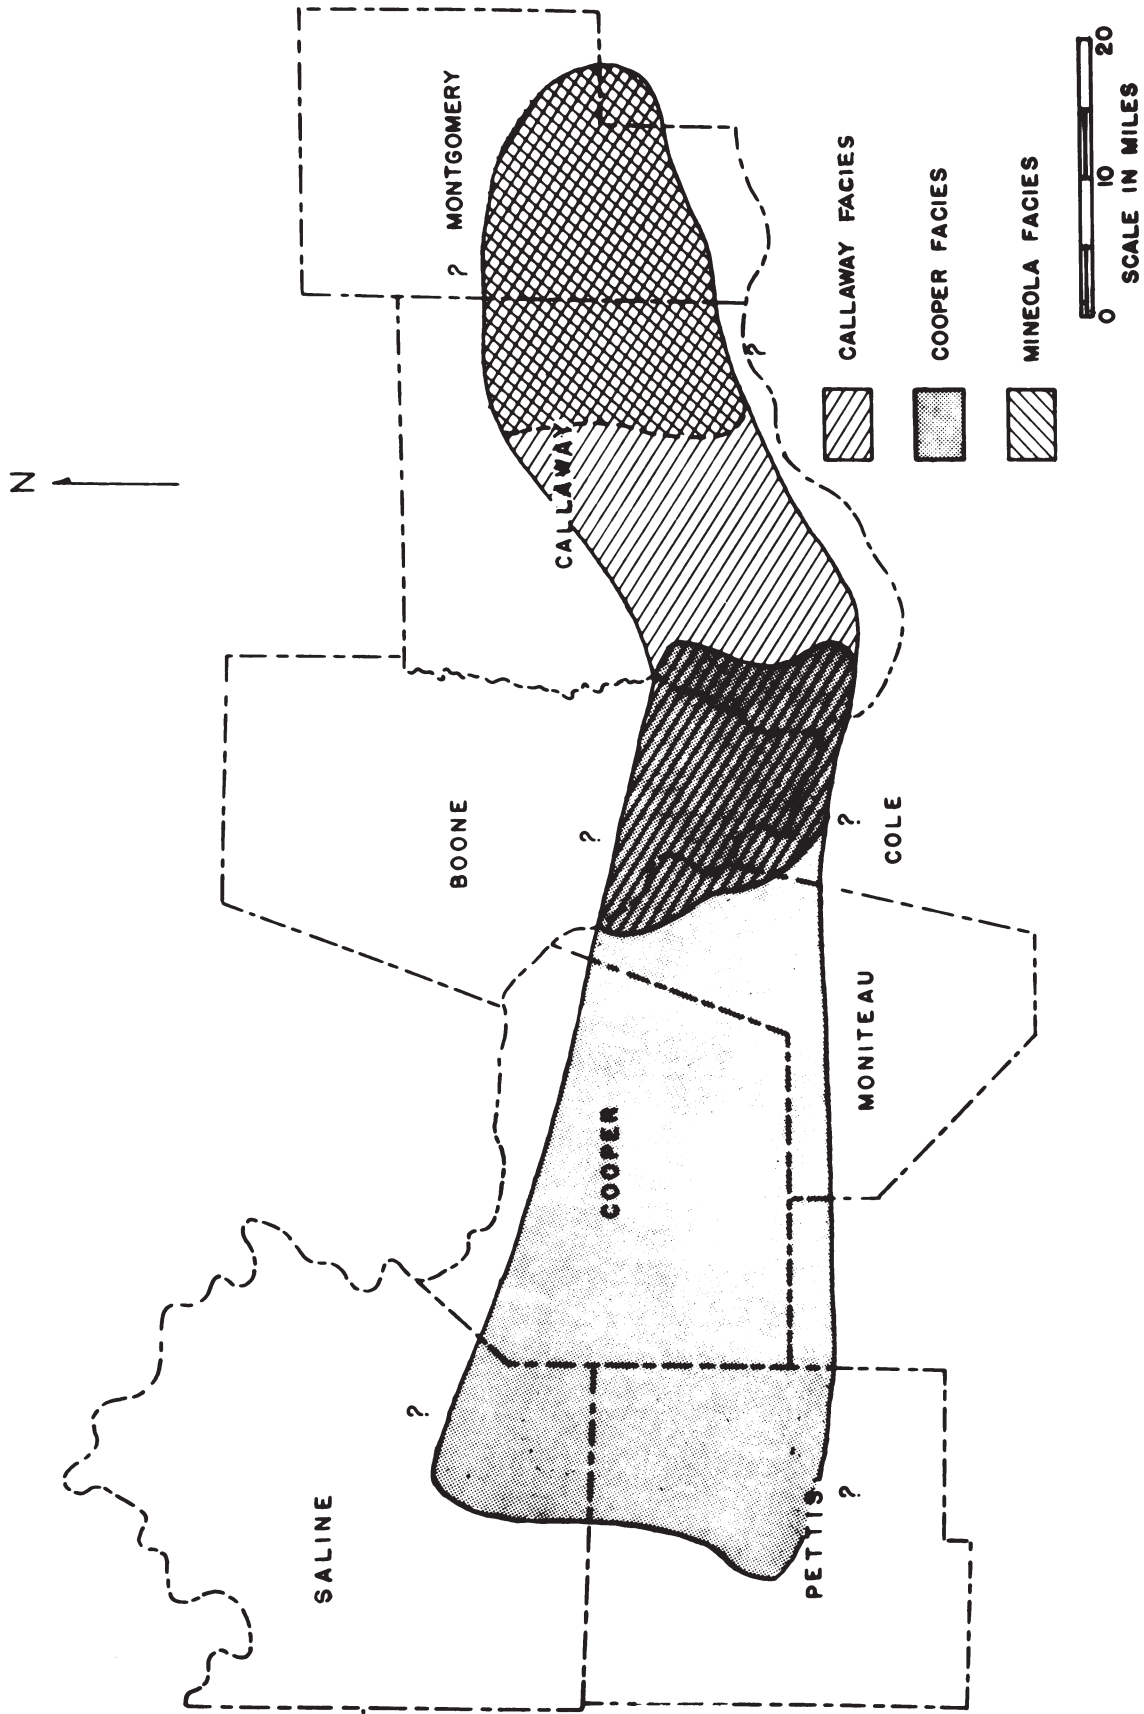 N
SALINE
PETTIS
COOPER
MONITEAU
BOONE
COLE
CALLAWAY
MONTGOMERY
?
?
?
?
?
?
CALLAWAY FACIES
COOPER FACIES
MINEOLA FACIES
0 10 20
SCALE IN MILES